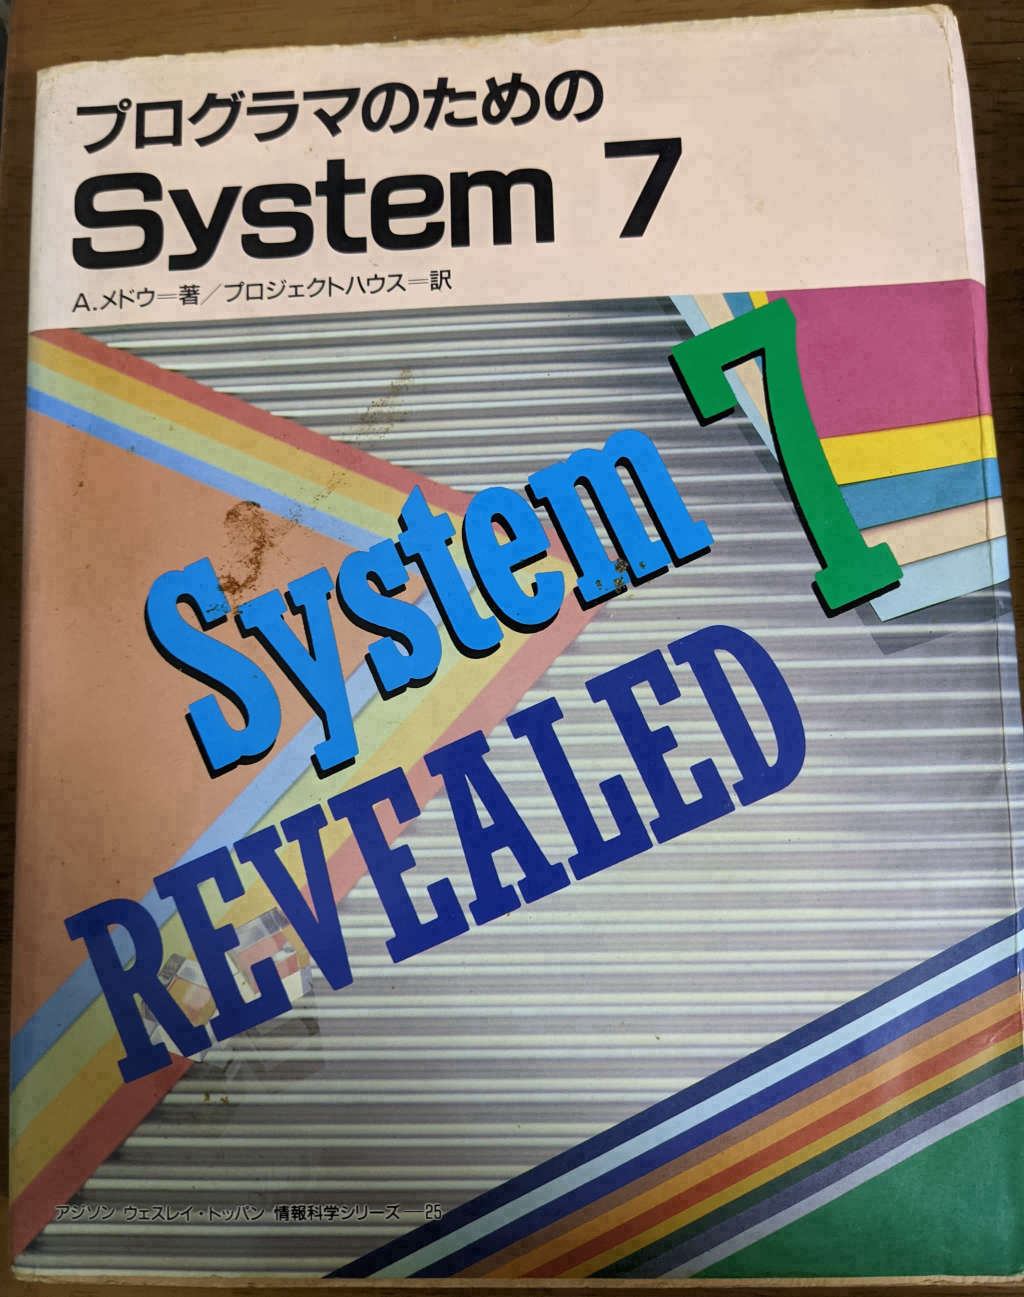 プログラマのための
System 7
A.メドウ=著/プロジェクトハウス=訳
System 7
REVEALED
アジソン ウェスレイ・トッパン 情報科学シリーズ—25